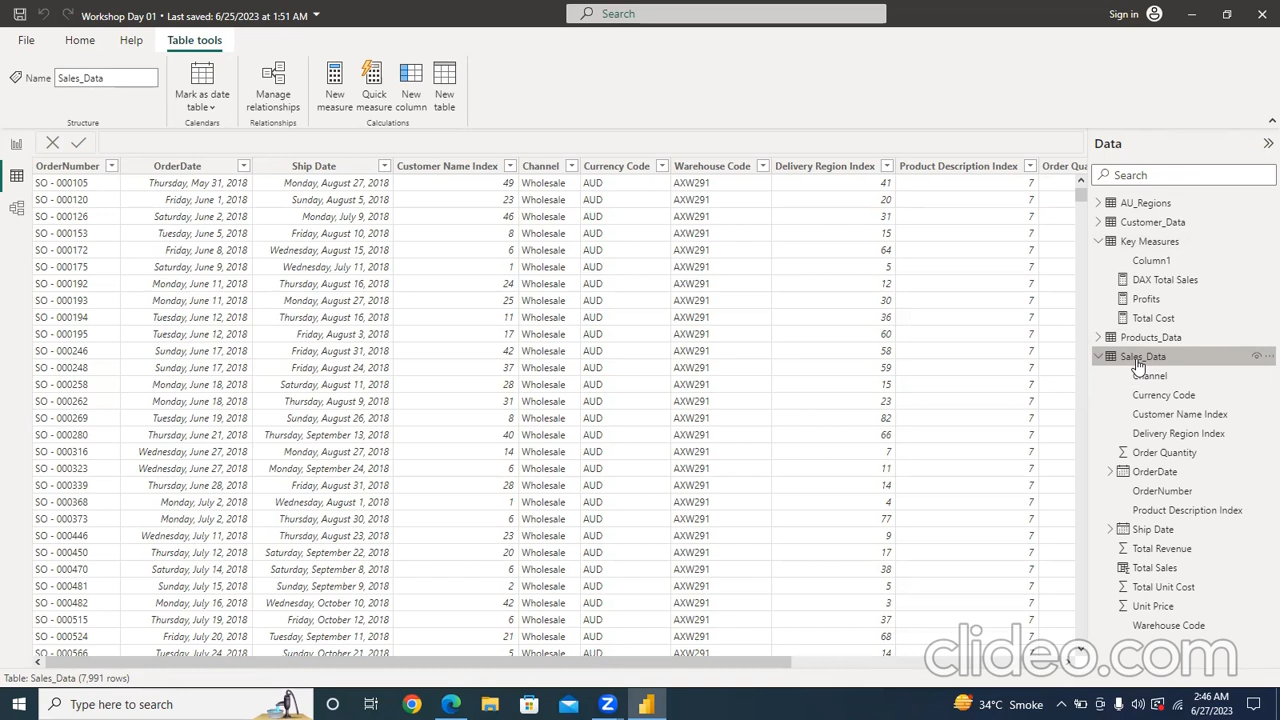 Workshop Day 01 • Last saved: 6/25/2023 at 1:51 AM
Search
Sign in
File Home Help Table tools
Name Sales_Data
Mark as date table
Manage relationships
New measure
Quick measure
New column
New table
Structure Calendars Relationships Calculations
OrderNumber OrderDate Ship Date Customer Name Index Channel Currency Code Warehouse Code Delivery Region Index Product Description Index Order Qua
SO - 000105 Thursday, May 31, 2018 Monday, August 27, 2018 49 Wholesale AUD AXW291 41 7
SO - 000120 Friday, June 1, 2018 Sunday, August 5, 2018 23 Wholesale AUD AXW291 20 7
SO - 000126 Saturday, June 2, 2018 Monday, July 9, 2018 46 Wholesale AUD AXW291 31 7
SO - 000153 Tuesday, June 5, 2018 Friday, August 10, 2018 8 Wholesale AUD AXW291 15 7
SO - 000172 Friday, June 8, 2018 Wednesday, August 15, 2018 6 Wholesale AUD AXW291 64 7
SO - 000175 Saturday, June 9, 2018 Wednesday, July 11, 2018 1 Wholesale AUD AXW291 5 7
SO - 000192 Monday, June 11, 2018 Thursday, August 16, 2018 24 Wholesale AUD AXW291 12 7
SO - 000193 Monday, June 11, 2018 Monday, August 27, 2018 25 Wholesale AUD AXW291 30 7
SO - 000194 Tuesday, June 12, 2018 Thursday, August 16, 2018 11 Wholesale AUD AXW291 36 7
SO - 000195 Tuesday, June 12, 2018 Friday, August 3, 2018 17 Wholesale AUD AXW291 60 7
SO - 000246 Sunday, June 17, 2018 Friday, August 31, 2018 42 Wholesale AUD AXW291 58 7
SO - 000248 Sunday, June 17, 2018 Friday, August 24, 2018 37 Wholesale AUD AXW291 59 7
SO - 000258 Monday, June 18, 2018 Saturday, August 11, 2018 28 Wholesale AUD AXW291 15 7
SO - 000262 Monday, June 18, 2018 Thursday, August 9, 2018 31 Wholesale AUD AXW291 23 7
SO - 000269 Tuesday, June 19, 2018 Sunday, August 26, 2018 8 Wholesale AUD AXW291 82 7
SO - 000280 Thursday, June 21, 2018 Thursday, September 13, 2018 40 Wholesale AUD AXW291 66 7
SO - 000316 Wednesday, June 27, 2018 Monday, August 27, 2018 14 Wholesale AUD AXW291 7 7
SO - 000323 Wednesday, June 27, 2018 Monday, September 24, 2018 6 Wholesale AUD AXW291 11 7
SO - 000339 Thursday, June 28, 2018 Friday, August 31, 2018 28 Wholesale AUD AXW291 14 7
SO - 000368 Monday, July 2, 2018 Wednesday, August 1, 2018 1 Wholesale AUD AXW291 4 7
SO - 000373 Monday, July 2, 2018 Thursday, August 30, 2018 6 Wholesale AUD AXW291 77 7
SO - 000446 Wednesday, July 11, 2018 Thursday, August 23, 2018 23 Wholesale AUD AXW291 9 7
SO - 000450 Thursday, July 12, 2018 Saturday, September 22, 2018 20 Wholesale AUD AXW291 17 7
SO - 000470 Saturday, July 14, 2018 Saturday, September 8, 2018 6 Wholesale AUD AXW291 38 7
SO - 000481 Sunday, July 15, 2018 Sunday, September 9, 2018 2 Wholesale AUD AXW291 5 7
SO - 000482 Monday, July 16, 2018 Wednesday, October 10, 2018 42 Wholesale AUD AXW291 3 7
SO - 000515 Thursday, July 19, 2018 Friday, October 12, 2018 6 Wholesale AUD AXW291 37 7
SO - 000524 Friday, July 20, 2018 Tuesday, September 11, 2018 21 Wholesale AUD AXW291 68 7
SO - 000566 Tuesday, July 24, 2018 Sunday, September 23, 2018 5 Wholesale AUD AXW291 14 7
Data
Search
AU_Regions
Customer_Data
Key Measures
Column1
DAX Total Sales
Profits
Total Cost
Products_Data
Sales_Data
Channel
Currency Code
Customer Name Index
Delivery Region Index
Order Quantity
OrderDate
OrderNumber
Product Description Index
Ship Date
Total Revenue
Total Sales
Total Unit Cost
Unit Price
Warehouse Code
clideo.com
Table: Sales_Data (7,991 rows)
Type here to search
34°C Smoke
2:46 AM
6/27/2023